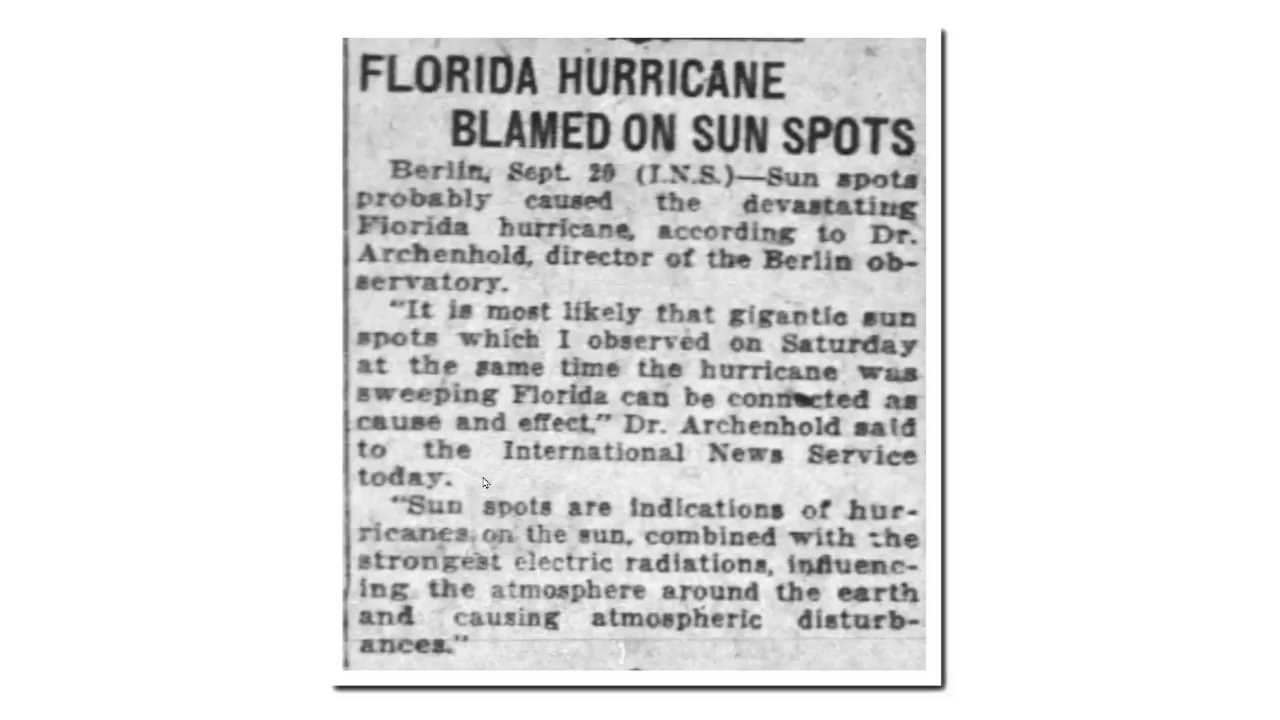 FLORIDA HURRICANE
BLAMED ON SUN SPOTS
Berlin, Sept. 20 (I.N.S.)—Sun spots
probably caused the devastating
Florida hurricane, according to Dr.
Archenhold, director of the Berlin ob-
servatory.
"It is most likely that gigantic sun
spots which I observed on Saturday
at the same time the hurricane was
sweeping Florida can be connected as
cause and effect," Dr. Archenhold said
to the International News Service
today.
"Sun spots are indications of hur-
ricanes on the sun, combined with the
strongest electric radiations, influenc-
ing the atmosphere around the earth
and causing atmospheric disturb-
ances."